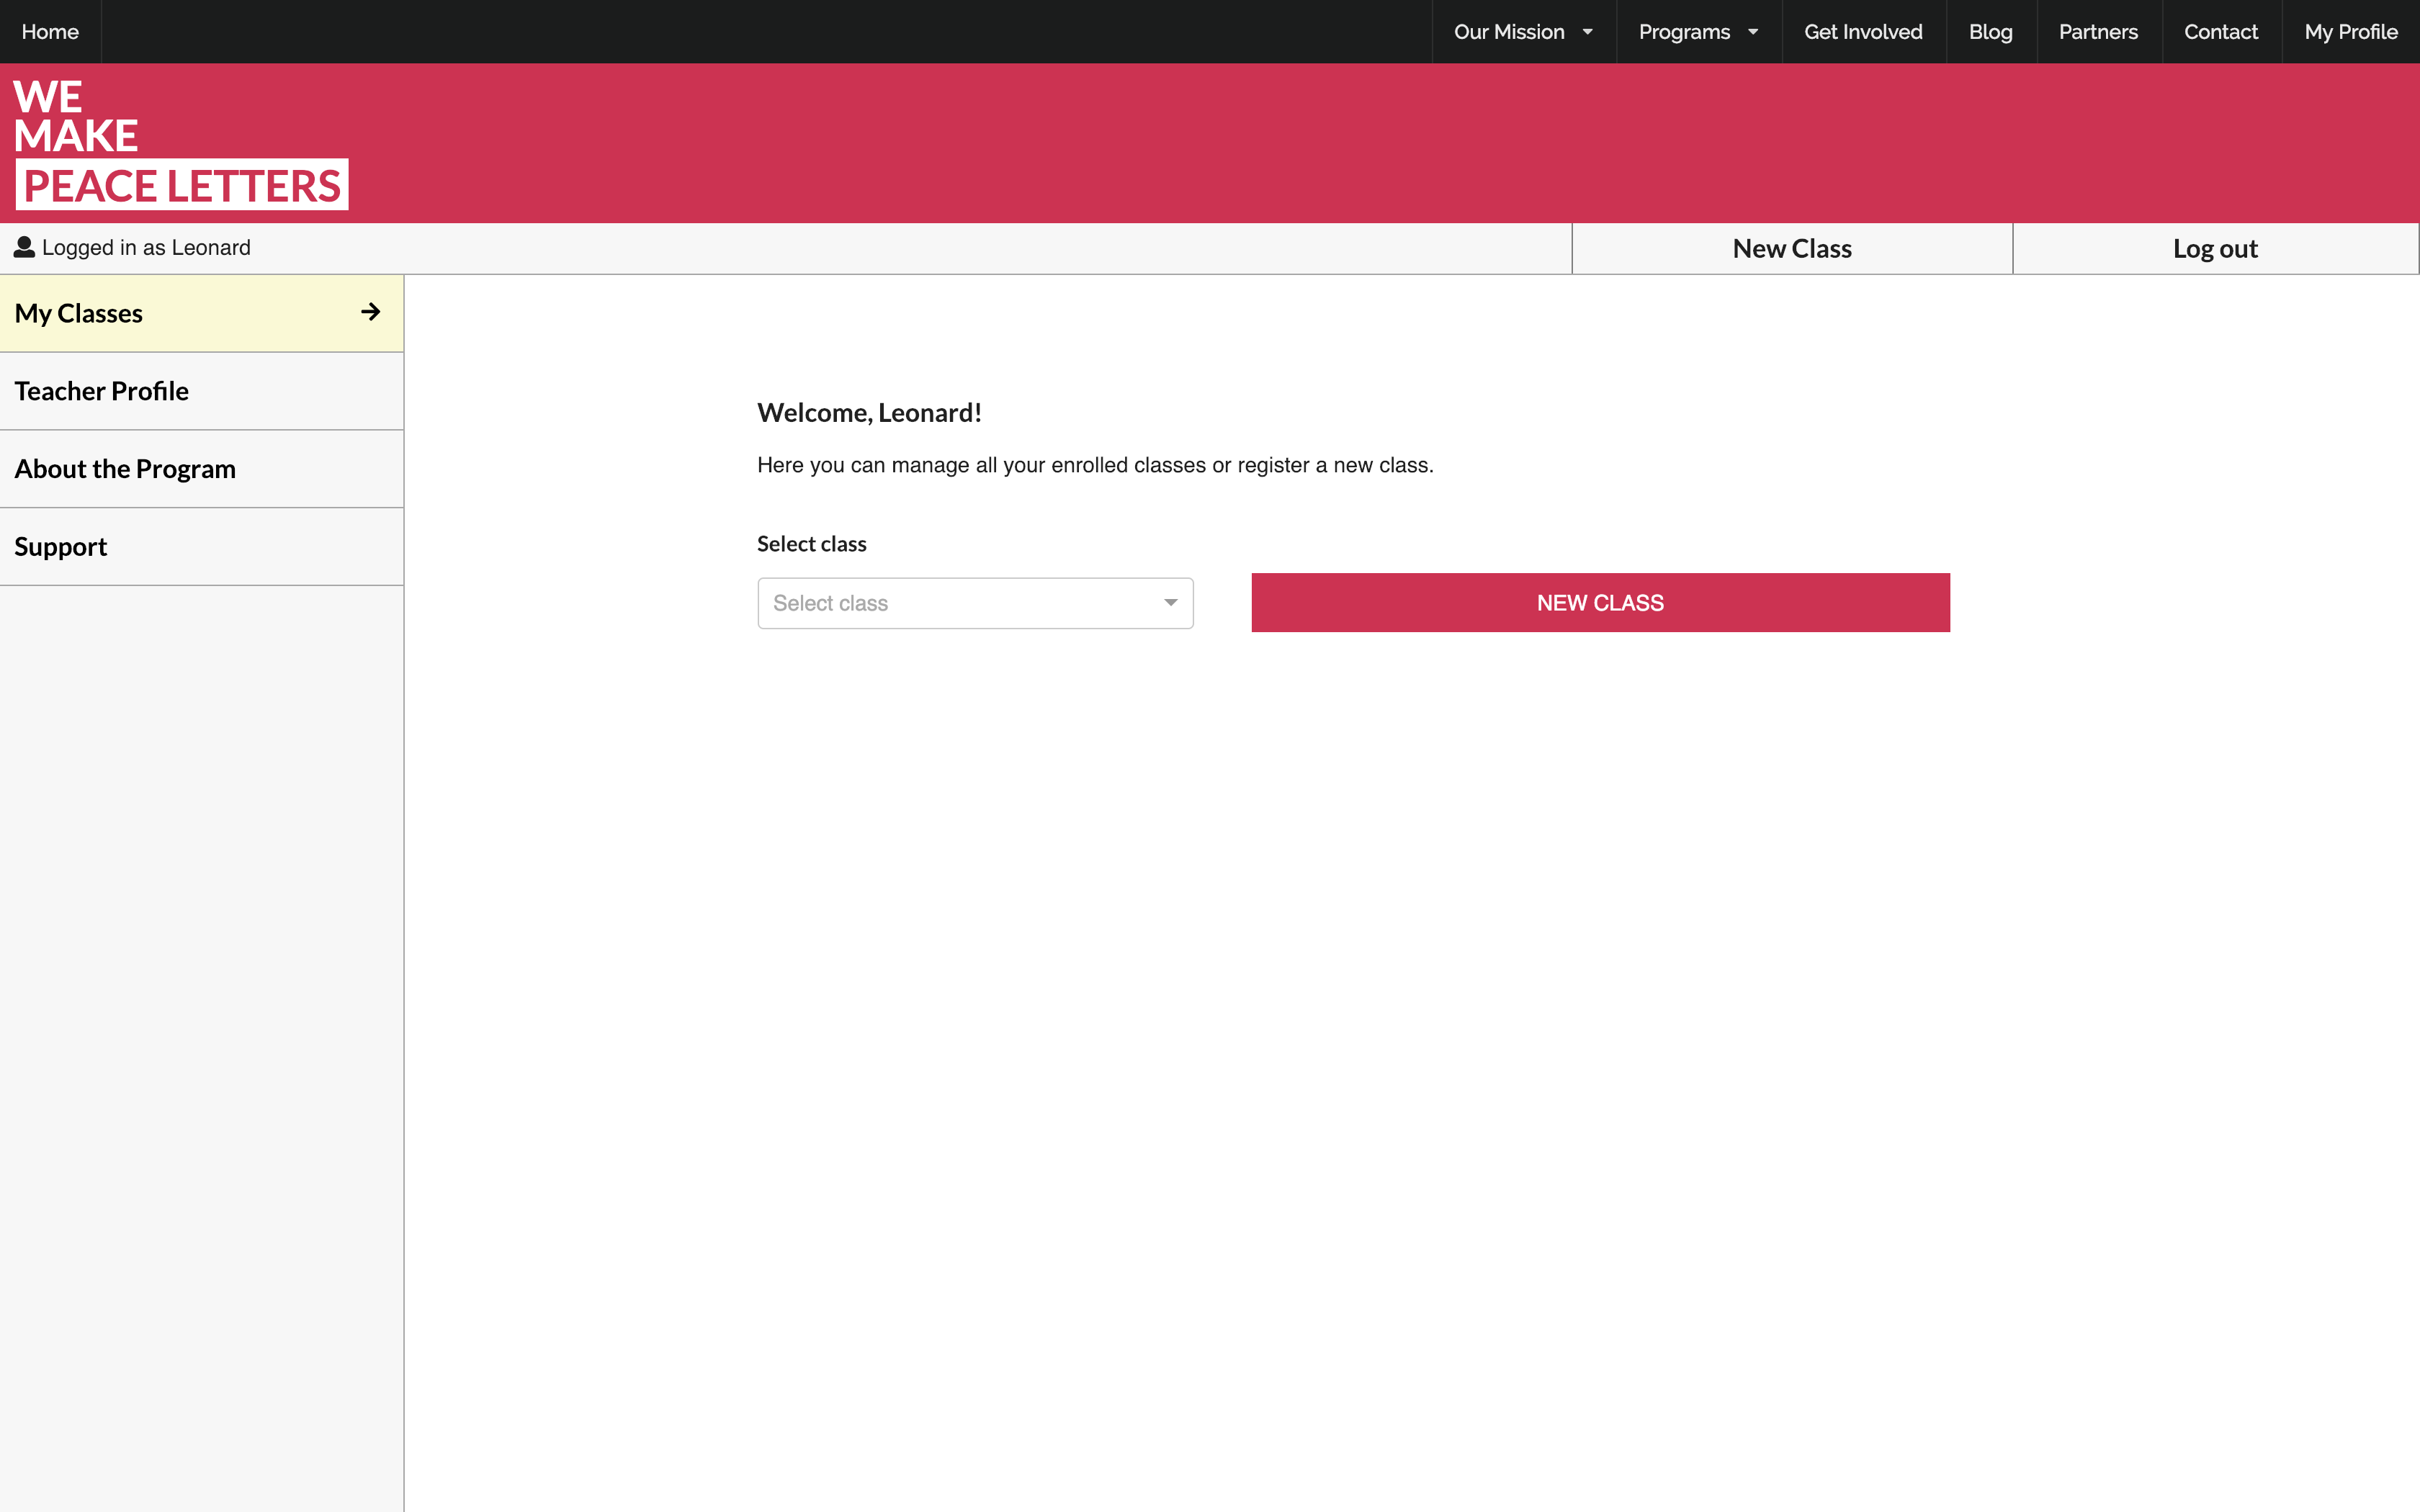 Home
Our Mission
Programs
Get Involved
Blog
Partners
Contact
My Profile
WE
MAKE
PEACE LETTERS
Logged in as Leonard
New Class
Log out
My Classes
Teacher Profile
About the Program
Support
Welcome, Leonard!
Here you can manage all your enrolled classes or register a new class.
Select class
Select class
NEW CLASS